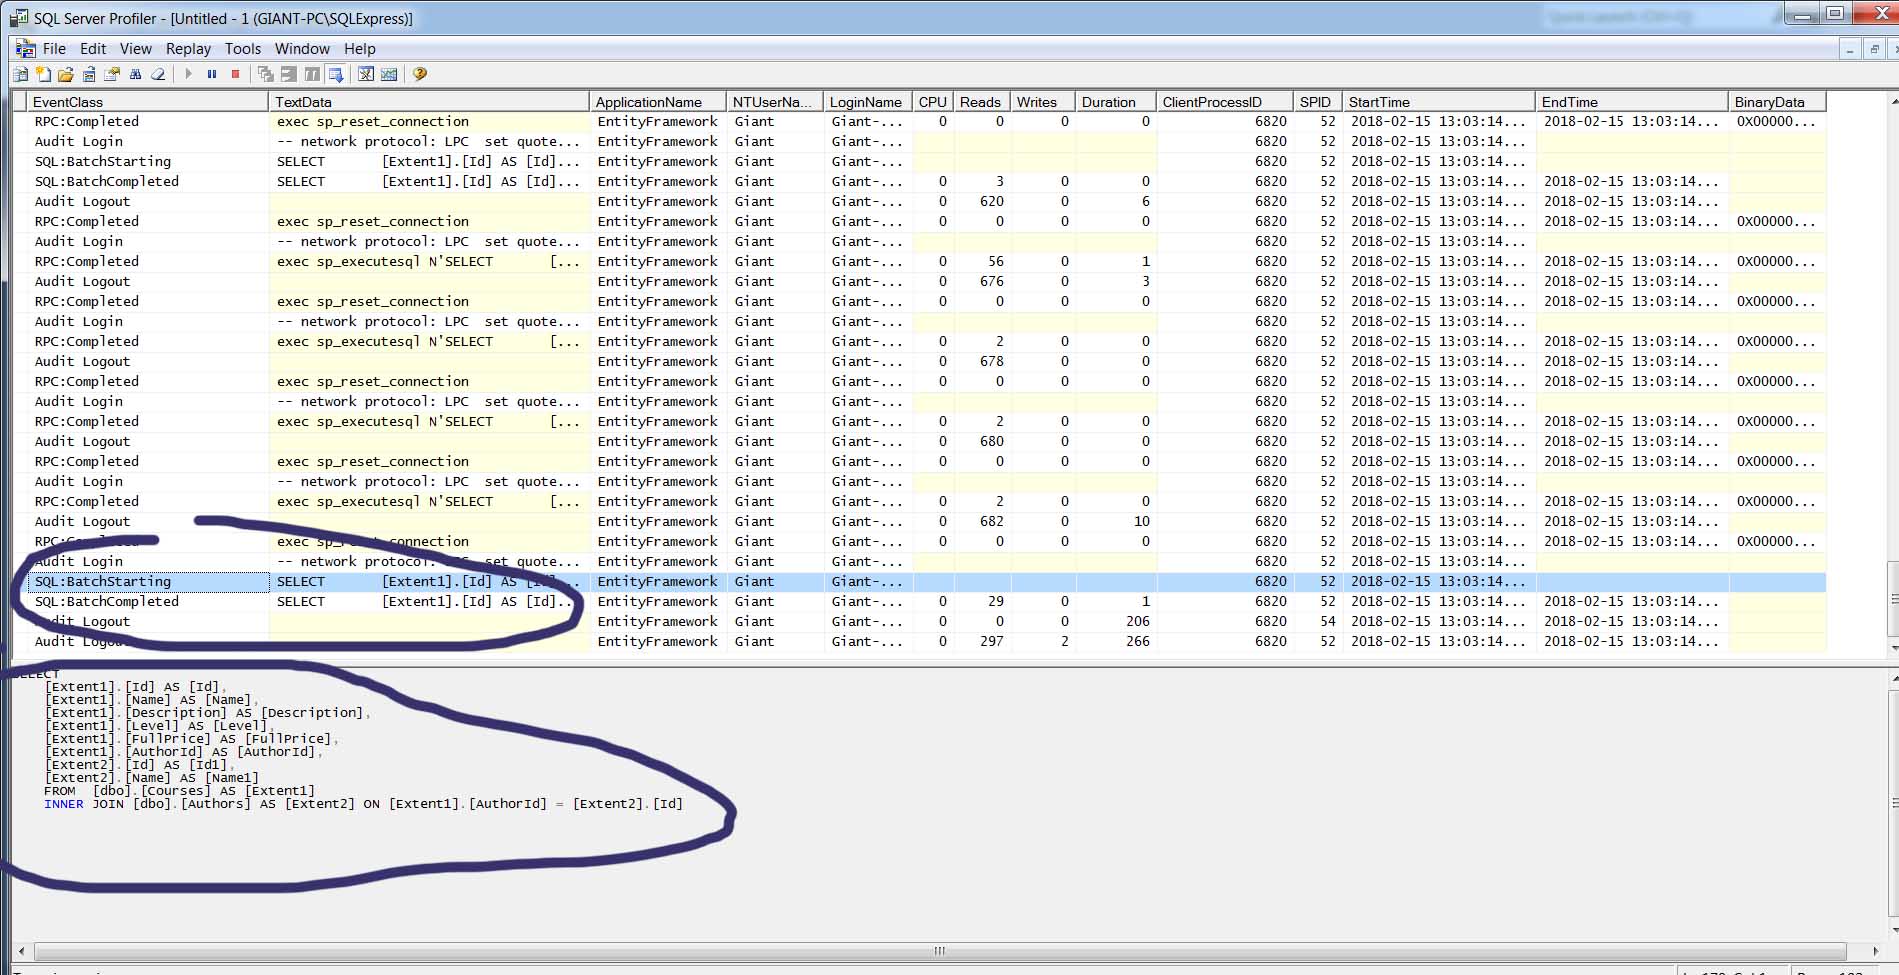 SQL Server Profiler - [Untitled - 1 (GIANT-PC\SQLExpress)]
File Edit View Replay Tools Window Help
EventClass TextData ApplicationName NTUserNa... LoginName CPU Reads Writes Duration ClientProcessID SPID StartTime EndTime BinaryData
RPC:Completed exec sp_reset_connection EntityFramework Giant Giant-... 0 0 0 0 6820 52 2018-02-15 13:03:14... 2018-02-15 13:03:14... 0X00000...
Audit Login -- network protocol: LPC set quote... EntityFramework Giant Giant-... 6820 52 2018-02-15 13:03:14...
SQL:BatchStarting SELECT [Extent1].[Id] AS [Id]... EntityFramework Giant Giant-... 6820 52 2018-02-15 13:03:14...
SQL:BatchCompleted SELECT [Extent1].[Id] AS [Id]... EntityFramework Giant Giant-... 0 3 0 0 6820 52 2018-02-15 13:03:14... 2018-02-15 13:03:14...
Audit Logout EntityFramework Giant Giant-... 0 620 0 6 6820 52 2018-02-15 13:03:14... 2018-02-15 13:03:14...
RPC:Completed exec sp_reset_connection EntityFramework Giant Giant-... 0 0 0 0 6820 52 2018-02-15 13:03:14... 2018-02-15 13:03:14... 0X00000...
Audit Login -- network protocol: LPC set quote... EntityFramework Giant Giant-... 6820 52 2018-02-15 13:03:14...
RPC:Completed exec sp_executesql N'SELECT [... EntityFramework Giant Giant-... 0 56 0 1 6820 52 2018-02-15 13:03:14... 2018-02-15 13:03:14... 0X00000...
Audit Logout EntityFramework Giant Giant-... 0 676 0 3 6820 52 2018-02-15 13:03:14... 2018-02-15 13:03:14...
RPC:Completed exec sp_reset_connection EntityFramework Giant Giant-... 0 0 0 0 6820 52 2018-02-15 13:03:14... 2018-02-15 13:03:14... 0X00000...
Audit Login -- network protocol: LPC set quote... EntityFramework Giant Giant-... 6820 52 2018-02-15 13:03:14...
RPC:Completed exec sp_executesql N'SELECT [... EntityFramework Giant Giant-... 0 2 0 0 6820 52 2018-02-15 13:03:14... 2018-02-15 13:03:14... 0X00000...
Audit Logout EntityFramework Giant Giant-... 0 678 0 0 6820 52 2018-02-15 13:03:14... 2018-02-15 13:03:14...
RPC:Completed exec sp_reset_connection EntityFramework Giant Giant-... 0 0 0 0 6820 52 2018-02-15 13:03:14... 2018-02-15 13:03:14... 0X00000...
Audit Login -- network protocol: LPC set quote... EntityFramework Giant Giant-... 6820 52 2018-02-15 13:03:14...
RPC:Completed exec sp_executesql N'SELECT [... EntityFramework Giant Giant-... 0 2 0 0 6820 52 2018-02-15 13:03:14... 2018-02-15 13:03:14... 0X00000...
Audit Logout EntityFramework Giant Giant-... 0 680 0 0 6820 52 2018-02-15 13:03:14... 2018-02-15 13:03:14...
RPC:Completed exec sp_reset_connection EntityFramework Giant Giant-... 0 0 0 0 6820 52 2018-02-15 13:03:14... 2018-02-15 13:03:14... 0X00000...
Audit Login -- network protocol: LPC set quote... EntityFramework Giant Giant-... 6820 52 2018-02-15 13:03:14...
RPC:Completed exec sp_executesql N'SELECT [... EntityFramework Giant Giant-... 0 2 0 0 6820 52 2018-02-15 13:03:14... 2018-02-15 13:03:14... 0X00000...
Audit Logout EntityFramework Giant Giant-... 0 682 0 10 6820 52 2018-02-15 13:03:14... 2018-02-15 13:03:14...
RPC:Completed exec sp_reset_connection EntityFramework Giant Giant-... 0 0 0 0 6820 52 2018-02-15 13:03:14... 2018-02-15 13:03:14... 0X00000...
Audit Login -- network protocol: LPC set quote... EntityFramework Giant Giant-... 6820 52 2018-02-15 13:03:14...
SQL:BatchStarting SELECT [Extent1].[Id] AS [Id]... EntityFramework Giant Giant-... 6820 52 2018-02-15 13:03:14...
SQL:BatchCompleted SELECT [Extent1].[Id] AS [Id]... EntityFramework Giant Giant-... 0 29 0 1 6820 52 2018-02-15 13:03:14... 2018-02-15 13:03:14...
Audit Logout EntityFramework Giant Giant-... 0 0 0 206 6820 54 2018-02-15 13:03:14... 2018-02-15 13:03:14...
Audit Logout EntityFramework Giant Giant-... 0 297 2 266 6820 52 2018-02-15 13:03:14... 2018-02-15 13:03:14...
SELECT
[Extent1].[Id] AS [Id],
[Extent1].[Name] AS [Name],
[Extent1].[Description] AS [Description],
[Extent1].[Level] AS [Level],
[Extent1].[FullPrice] AS [FullPrice],
[Extent1].[AuthorId] AS [AuthorId],
[Extent2].[Id] AS [Id1],
[Extent2].[Name] AS [Name1]
FROM [dbo].[Courses] AS [Extent1]
INNER JOIN [dbo].[Authors] AS [Extent2] ON [Extent1].[AuthorId] = [Extent2].[Id]